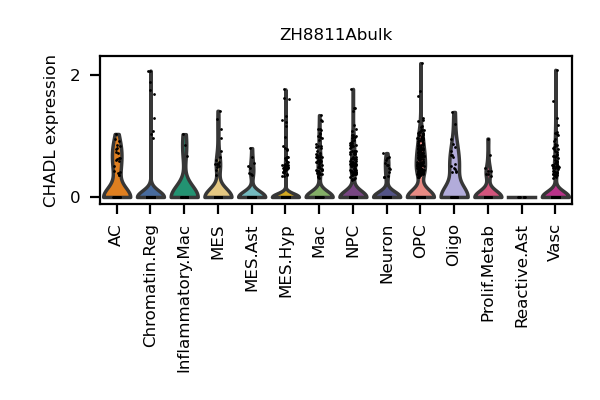 ZH8811Abulk
CHADL expression
2
0
AC
Chromatin.Reg
Inflammatory.Mac
MES
MES.Ast
MES.Hyp
Mac
NPC
Neuron
OPC
Oligo
Prolif.Metab
Reactive.Ast
Vasc